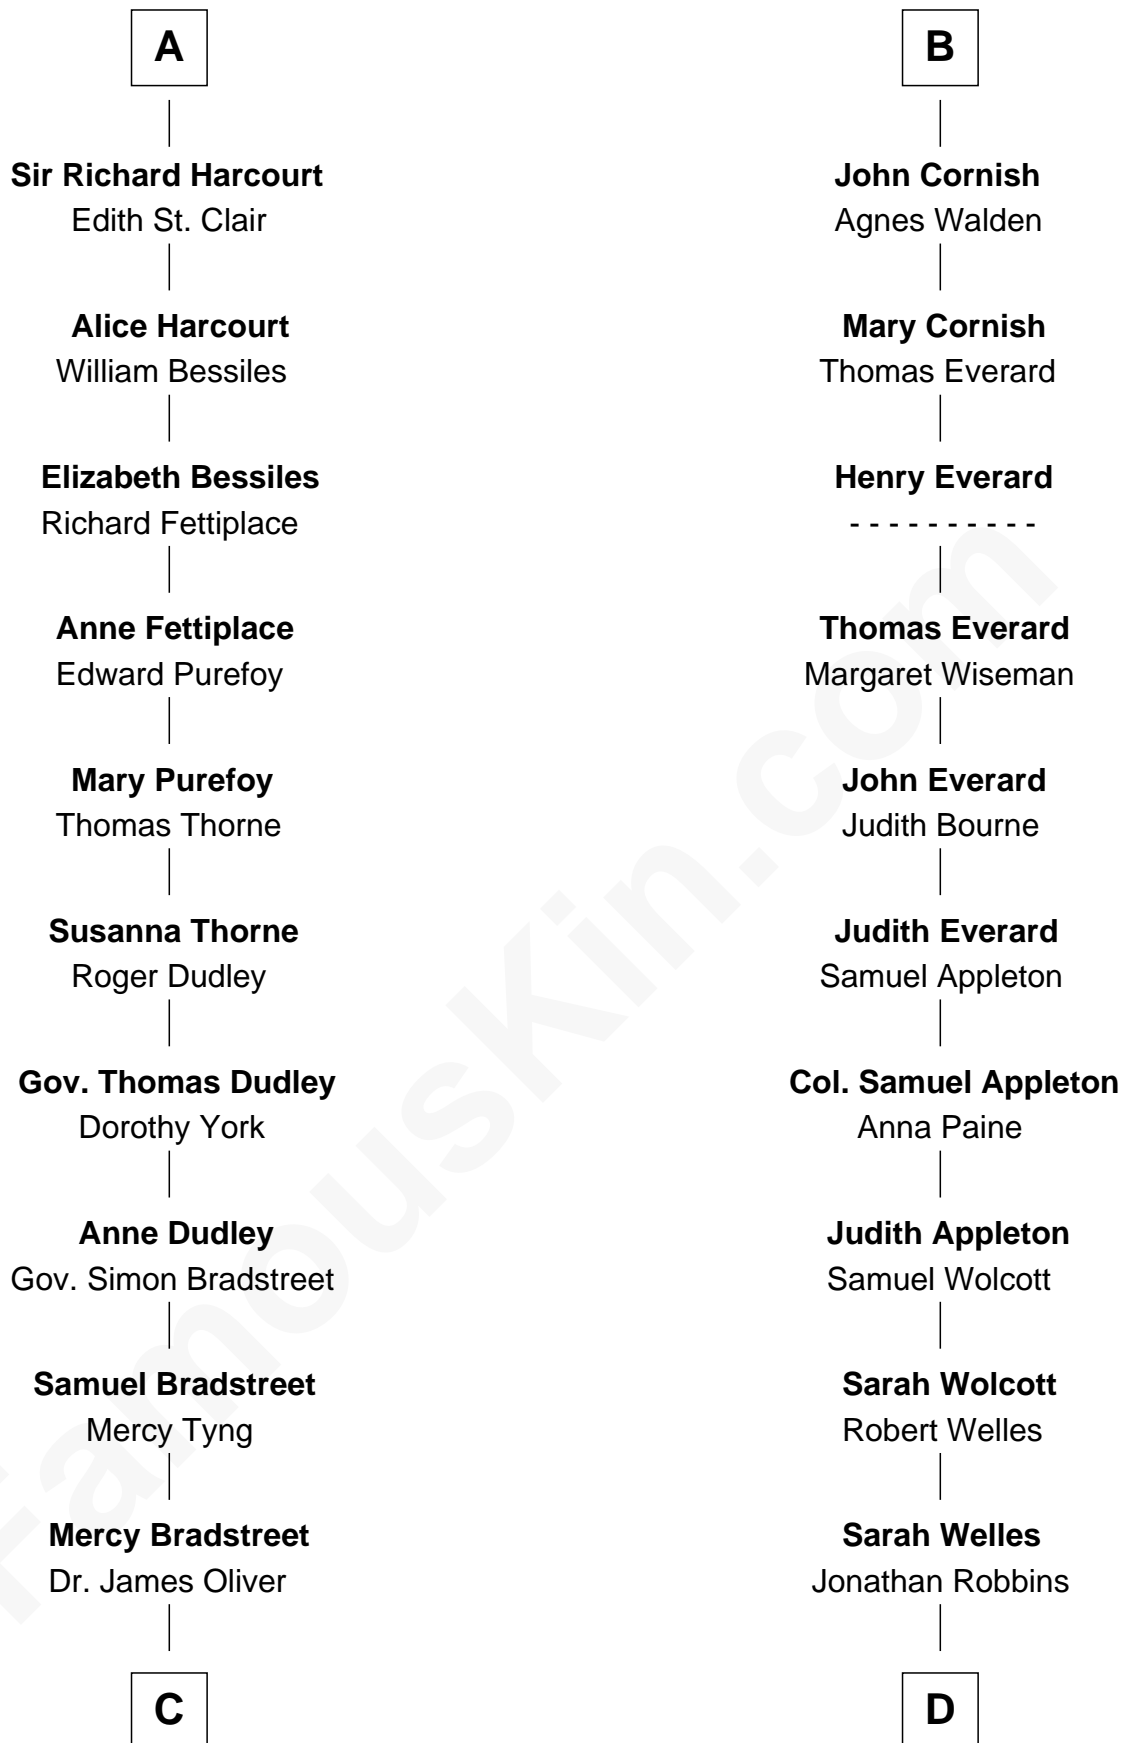 A
Sir Richard Harcourt
Edith St. Clair
Alice Harcourt
William Bessiles
Elizabeth Bessiles
Richard Fettiplace
Anne Fettiplace
Edward Purefoy
Mary Purefoy
Thomas Thorne
Susanna Thorne
Roger Dudley
Gov. Thomas Dudley
Dorothy York
Anne Dudley
Gov. Simon Bradstreet
Samuel Bradstreet
Mercy Tyng
Mercy Bradstreet
Dr. James Oliver
C
B
John Cornish
Agnes Walden
Mary Cornish
Thomas Everard
Henry Everard
- - - - - - - - - -
Thomas Everard
Margaret Wiseman
John Everard
Judith Bourne
Judith Everard
Samuel Appleton
Col. Samuel Appleton
Anna Paine
Judith Appleton
Samuel Wolcott
Sarah Wolcott
Robert Welles
Sarah Welles
Jonathan Robbins
D
FamousKin.com